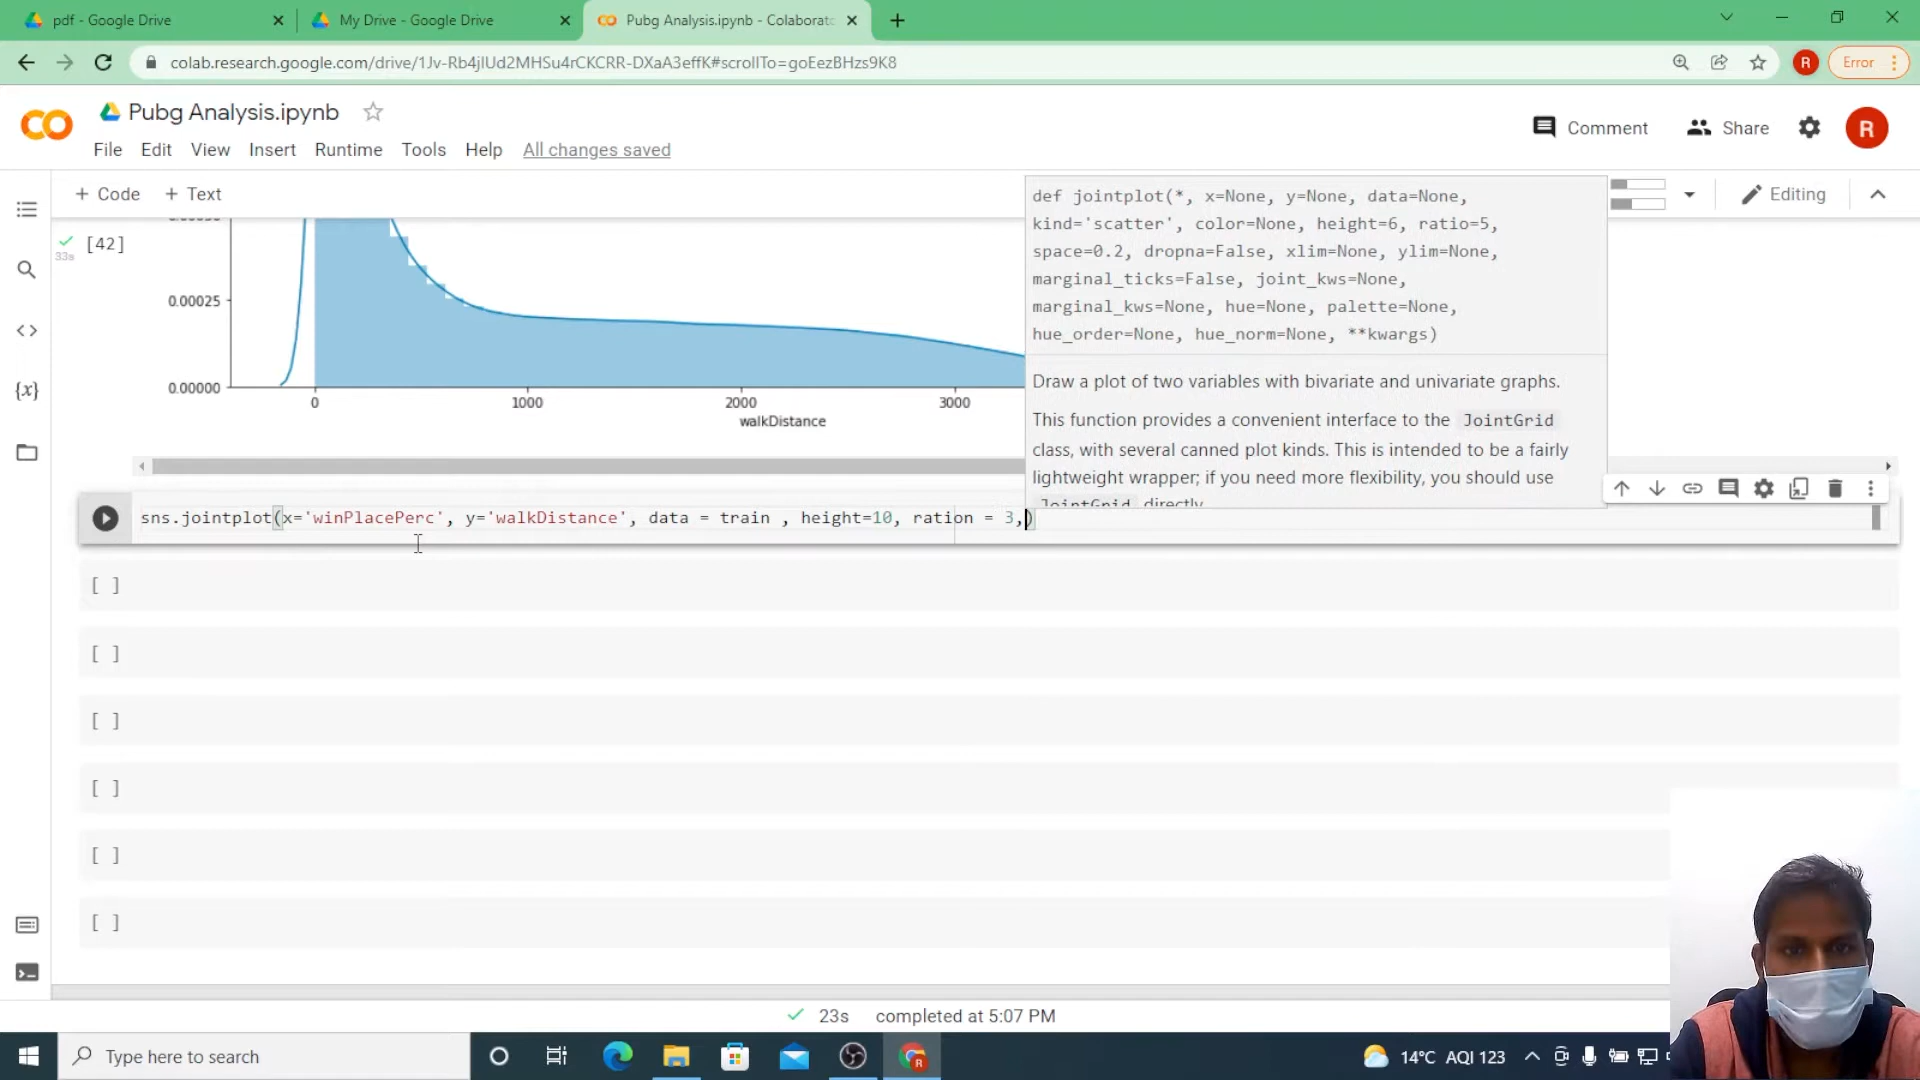 pdf - Google Drive
My Drive - Google Drive
Pubg Analysis.ipynb - Colaborat
colab.research.google.com/drive/1Jv-Rb4jlUd2MHSu4rCKCRR-DXaA3effK#scrollTo=goEezBHzs9K8
R
Error
Pubg Analysis.ipynb
Comment
Share
R
File Edit View Insert Runtime Tools Help All changes saved
+ Code + Text
Editing
def jointplot(*, x=None, y=None, data=None,
kind='scatter', color=None, height=6, ratio=5,
space=0.2, dropna=False, xlim=None, ylim=None,
marginal_ticks=False, joint_kws=None,
marginal_kws=None, hue=None, palette=None,
hue_order=None, hue_norm=None, **kwargs)
Draw a plot of two variables with bivariate and univariate graphs.
This function provides a convenient interface to the JointGrid
class, with several canned plot kinds. This is intended to be a fairly
lightweight wrapper; if you need more flexibility, you should use
JointGrid directly.
[42]
33s
0.00025
0.00000
0 1000 2000 3000
walkDistance
{x}
sns.jointplot(x='winPlacePerc', y='walkDistance', data = train , height=10, ration = 3,)
[ ]
[ ]
[ ]
[ ]
[ ]
[ ]
23s completed at 5:07 PM
Type here to search
R
14°C AQI 123